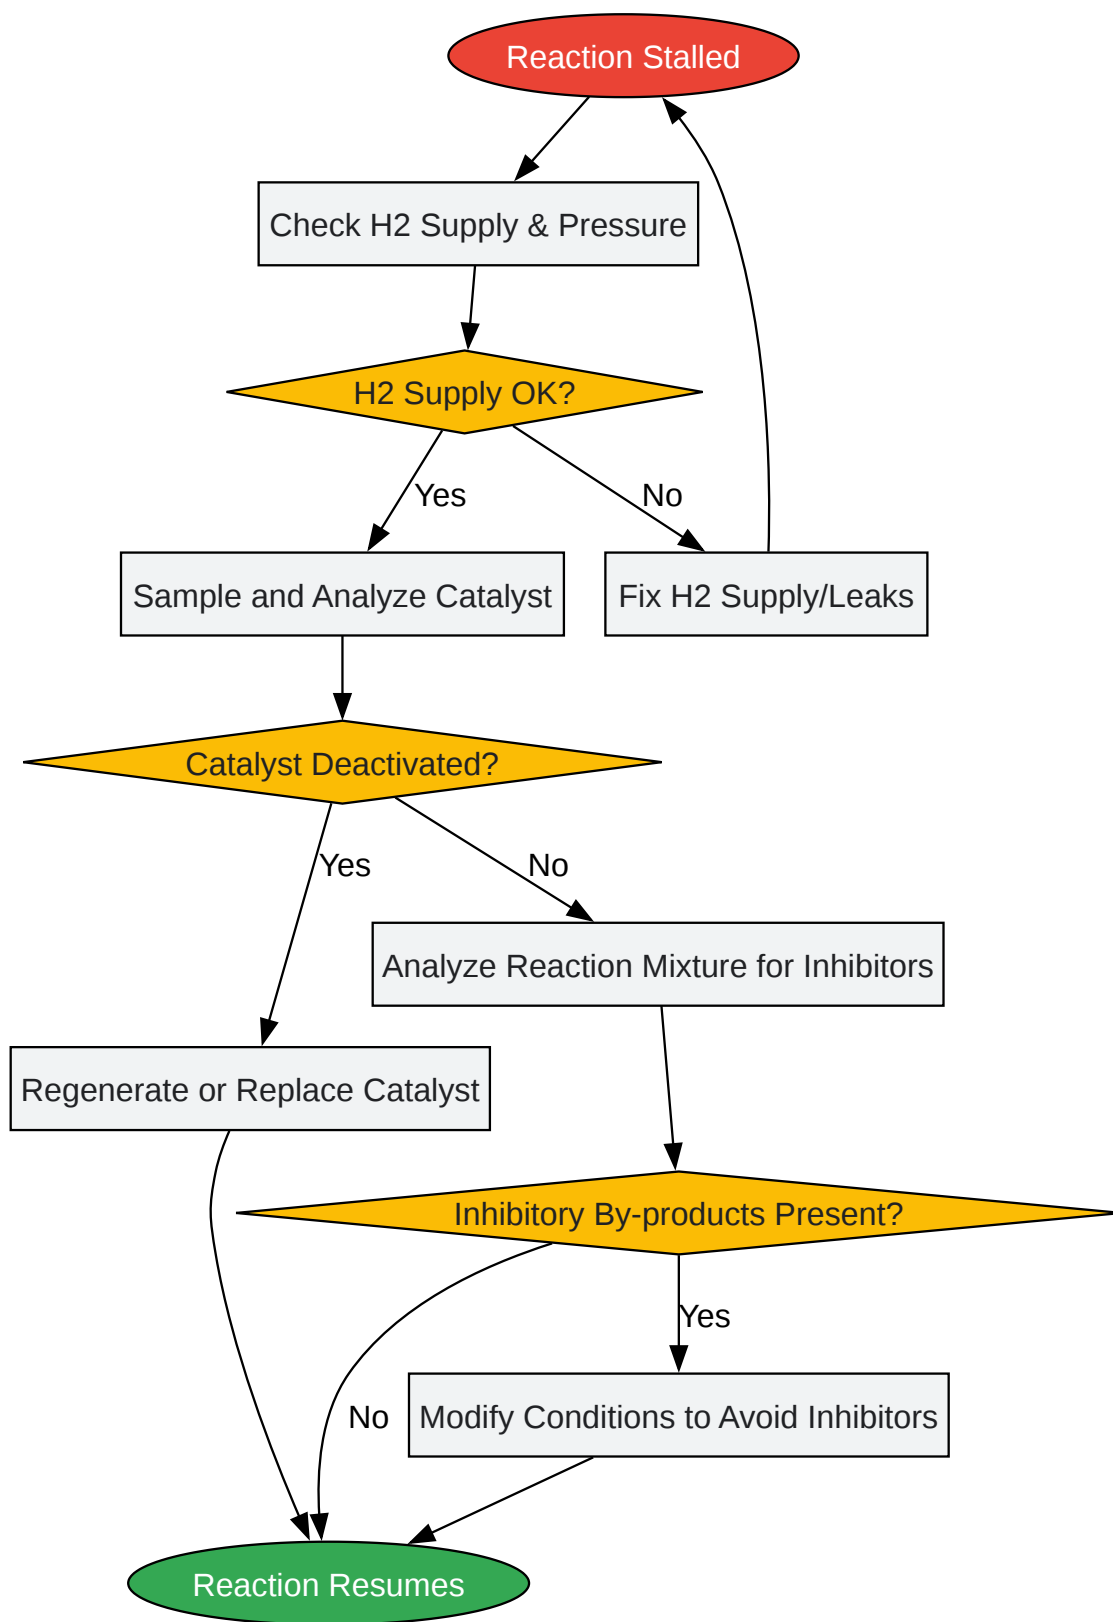 Reaction Stalled
Check H2 Supply & Pressure
H2 Supply OK?
Yes
No
Sample and Analyze Catalyst
Fix H2 Supply/Leaks
Catalyst Deactivated?
Yes
No
Analyze Reaction Mixture for Inhibitors
Regenerate or Replace Catalyst
Inhibitory By-products Present?
Yes
No
Modify Conditions to Avoid Inhibitors
Reaction Resumes